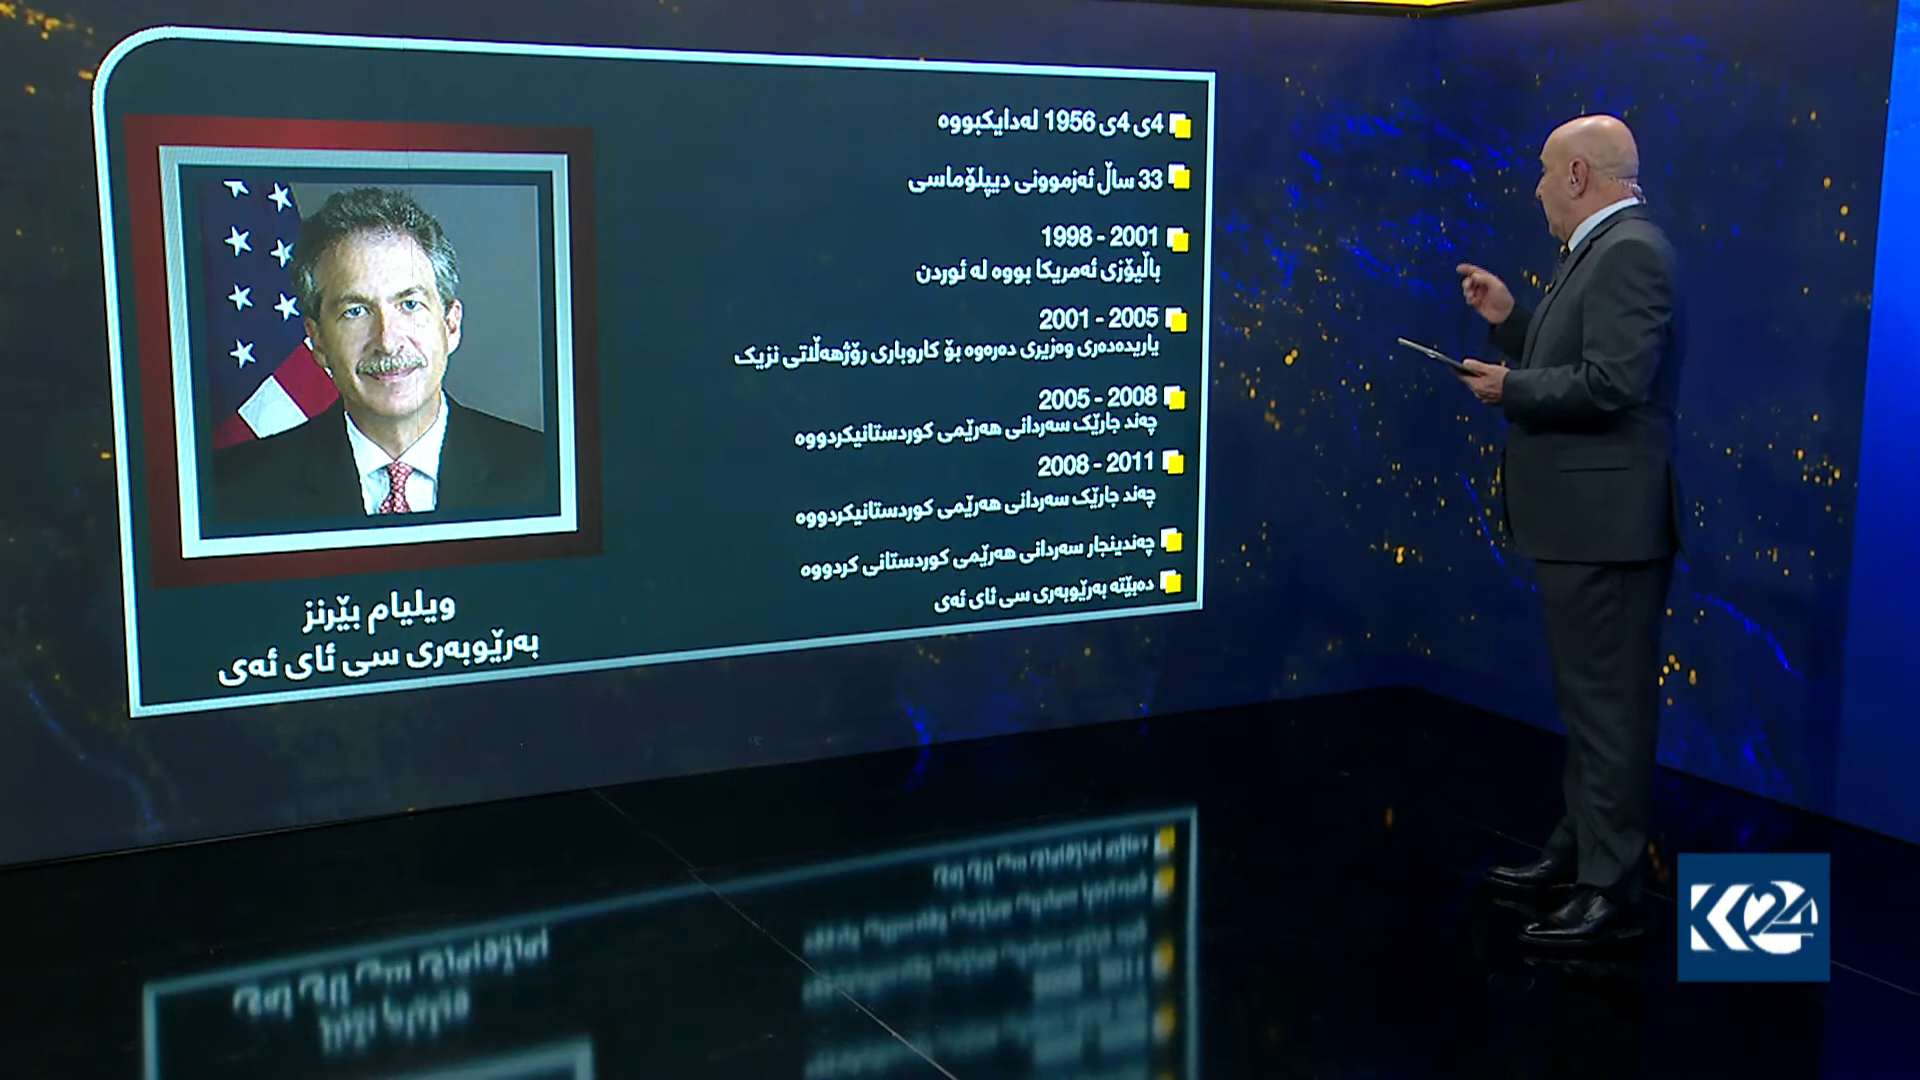 4ی 4ی 1956 لەدایکبووە
33 ساڵ ئەزموونی دیپلۆماسی
1998 - 2001
باڵیۆزی ئەمریکا بووە لە ئوردن
2001 - 2005
یاریدەدەری وەزیری دەرەوە بۆ کاروباری رۆژهەڵاتی نزیک
2005 - 2008
چەند جارێک سەردانی هەرێمی کوردستانیکردووە
2008 - 2011
چەند جارێک سەردانی هەرێمی کوردستانیکردووە
چەندینجار سەردانی هەرێمی کوردستانی کردووە
دەبێتە بەرێوبەری سی ئای ئەی
ویلیام بێرنز
بەرێوبەری سی ئای ئەی
K24